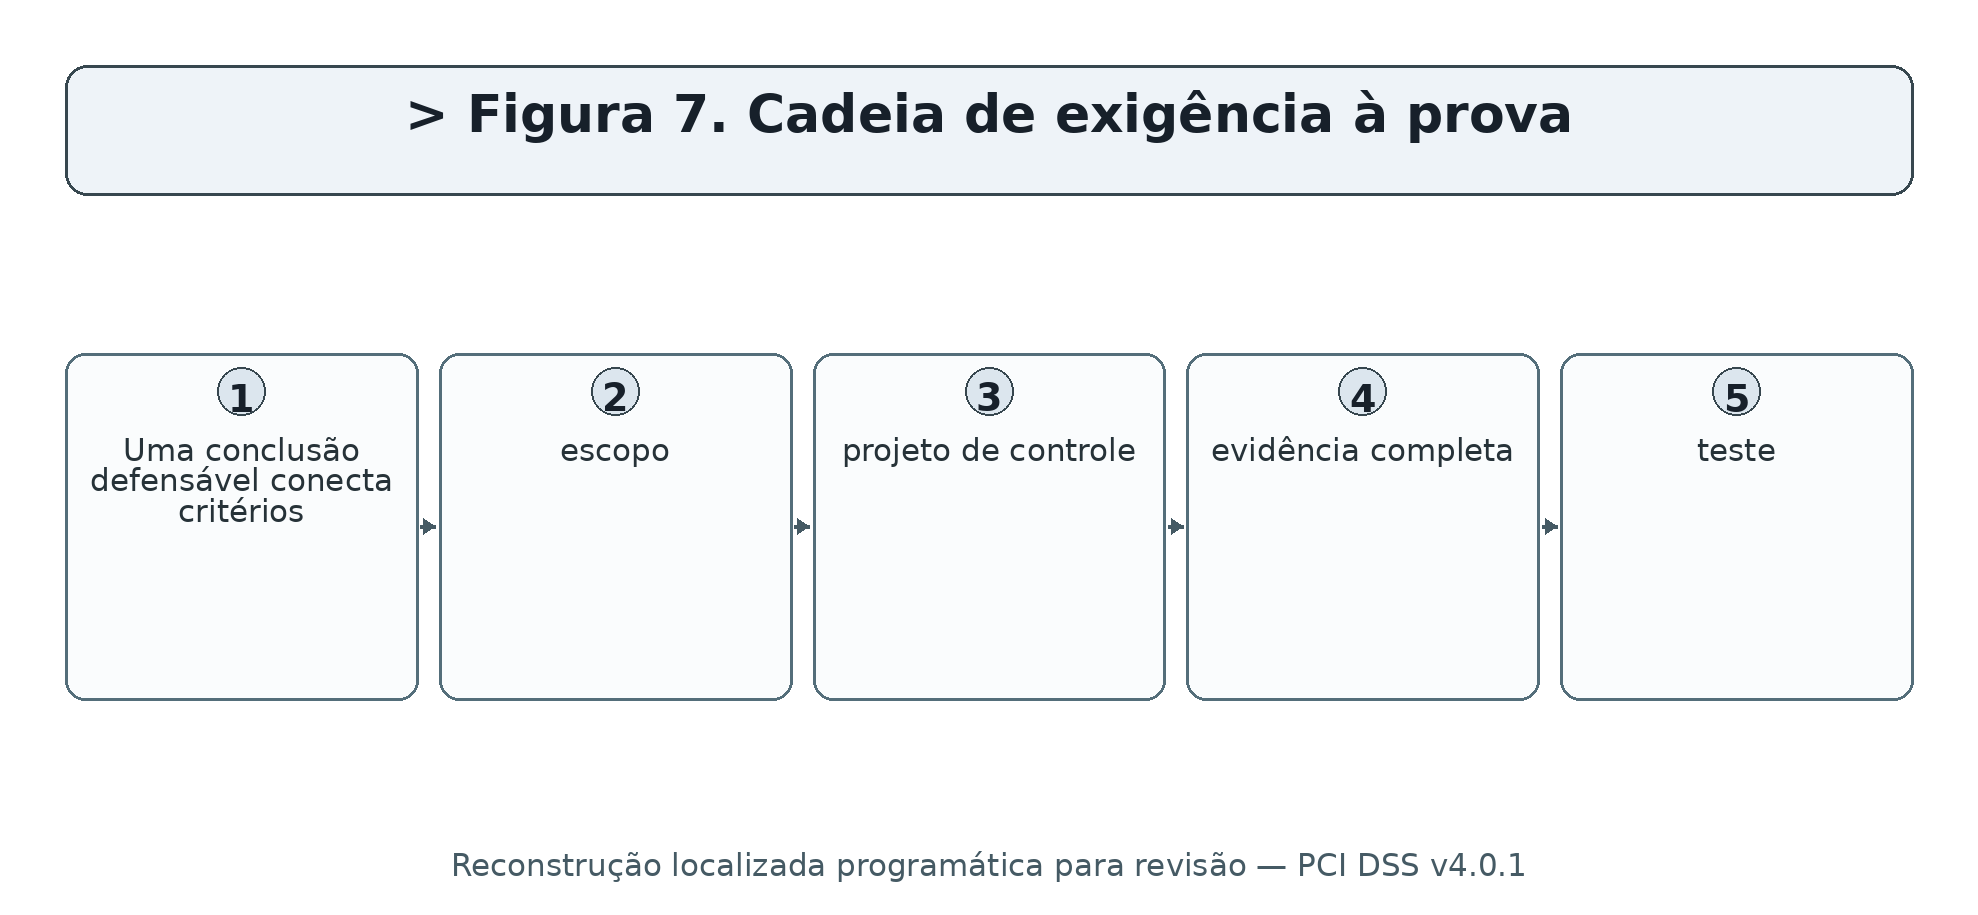 > Figura 7. Cadeia de exigência à prova
1
Uma conclusão
defensável conecta
critérios
2
escopo
3
projeto de controle
4
evidência completa
5
teste
Reconstrução localizada programática para revisão — PCI DSS v4.0.1